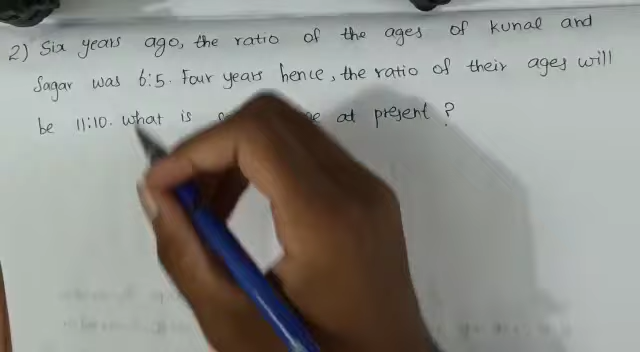 2) Six years ago, the ratio of the ages of kunal and
Sagar was 6:5. Four years hence, the ratio of their ages will
be 11:10. what is at present ?